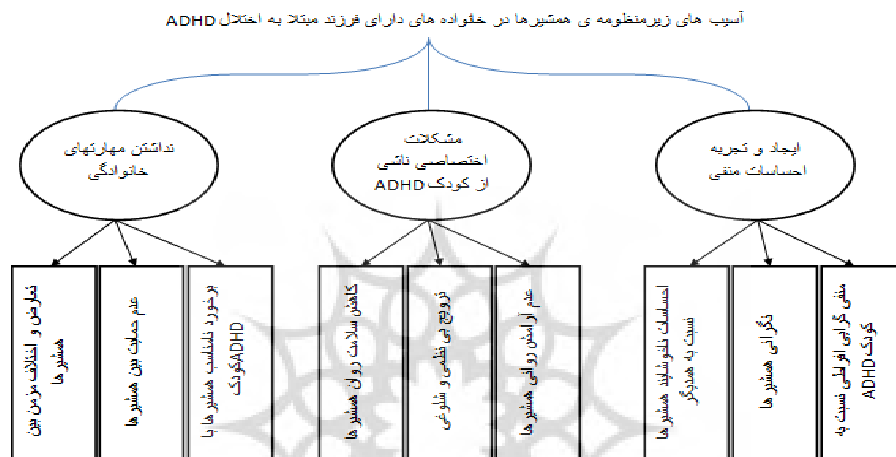 آسیب های زیرمنظومه ی همشیرها در خانواده های دارای فرزند مبتلا به اختلال ADHD
ایجاد و تجربه
احساسات منفی
مشکلات
اختصاصی ناشی
از کودک ADHD
نداشتن مهارتهای
خانوادگی
منفی گرایی افراطی نسبت به
کودک ADHD
نگرانی همشیرها
احساسات ناخوشایند همشیرها
نسبت به همدیگر
عدم آرامش روانی همشیرها
ترویج بی نظمی و شلوغی
کاهش سلامت روان همشیرها
برخورد نامناسب همشیرها با
کودکADHD
عدم حمایت بین همشیرها
تعارض و اختلاف مزمن بین
همشیرها